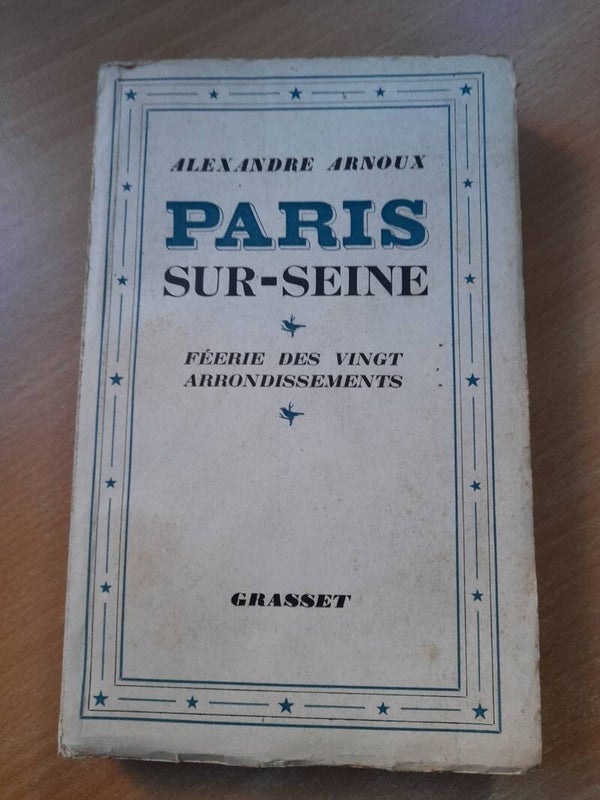 ALEXANDRE ARNOUX
PARIS
SUR-SEINE
FÉERIE DES VINGT
ARRONDISSEMENTS
GRASSET